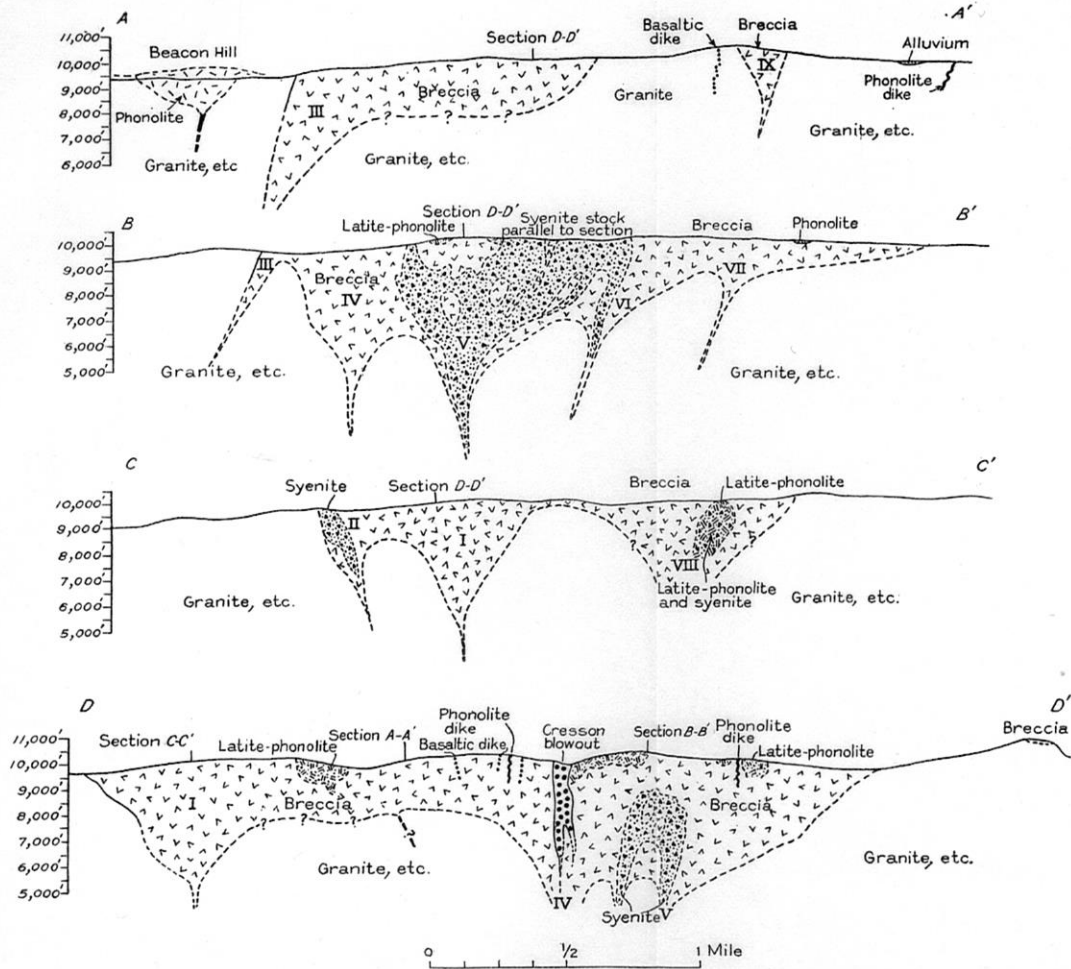 A
A'
11,000'
10,000'
9,000'
8,000'
7,000'
6,000'
Beacon Hill
Section D-D'
Basaltic
dike
Breccia
Alluvium
Phonolite
III
Breccia
? ? ?
Granite
IX
Phonolite
dike
Granite, etc
Granite, etc.
Granite, etc.
B
B'
10,000'
9,000'
8,000'
7,000'
6,000'
5,000'
Section D-D'
Latite-phonolite
Syenite stock
parallel to section
Breccia
Phonolite
III
Breccia
IV
V
VI
VII
Granite, etc.
Granite, etc.
C
C'
10,000'
9,000'
8,000'
7,000'
6,000'
5,000'
Syenite
Section D-D'
Breccia
Latite-phonolite
II
I
?
?
VIII
Latite-phonolite
and syenite
Granite, etc.
Granite, etc.
D
D'
11,000'
10,000'
9,000'
8,000'
7,000'
6,000'
5,000'
Section C-C'
Latite-phonolite
Section A-A'
Phonolite
dike
Basaltic dike
Cresson
blowout
Section B-B'
Phonolite
dike
Latite-phonolite
Breccia
I
Breccia
? ? ?
?
Breccia
Granite, etc.
Granite, etc.
IV
Syenite
V
0 1/2 1 Mile